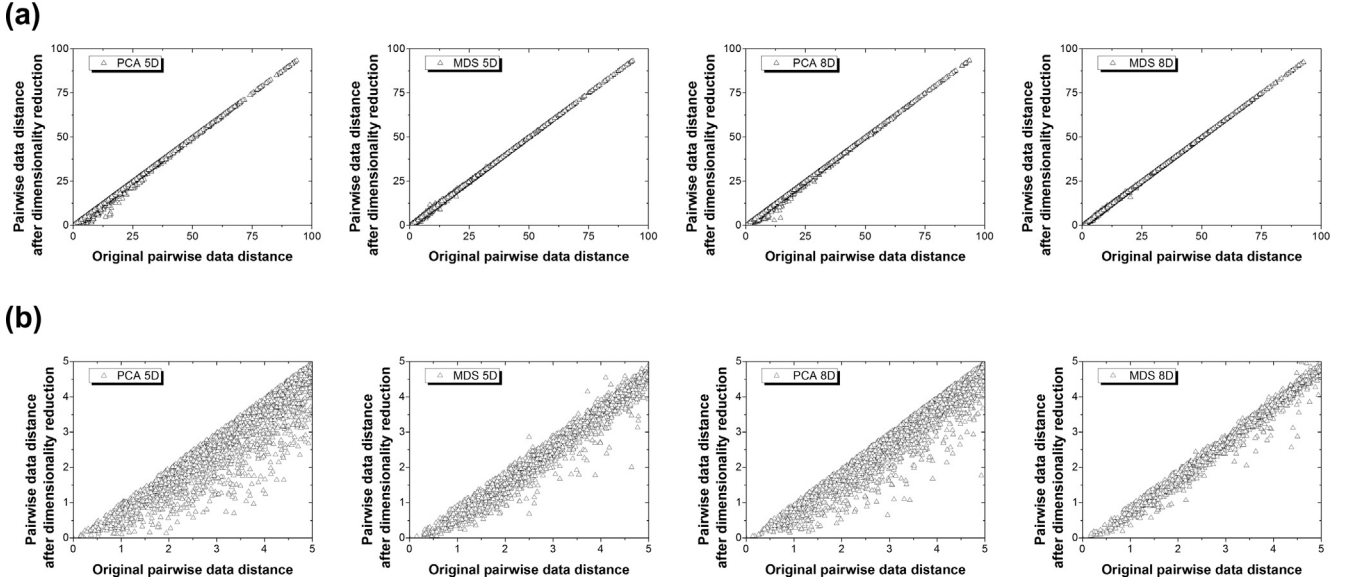 (a)
Pairwise data distance
after dimensionality reduction
100
75
50
25
0
PCA 5D
0 25 50 75 100
Original pairwise data distance
Pairwise data distance
after dimensionality reduction
100
75
50
25
0
MDS 5D
0 25 50 75 100
Original pairwise data distance
Pairwise data distance
after dimensionality reduction
100
75
50
25
0
PCA 8D
0 25 50 75 100
Original pairwise data distance
Pairwise data distance
after dimensionality reduction
100
75
50
25
0
MDS 8D
0 25 50 75 100
Original pairwise data distance
(b)
Pairwise data distance
after dimensionality reduction
5
4
3
2
1
0
PCA 5D
0 1 2 3 4 5
Original pairwise data distance
Pairwise data distance
after dimensionality reduction
5
4
3
2
1
0
MDS 5D
0 1 2 3 4 5
Original pairwise data distance
Pairwise data distance
after dimensionality reduction
5
4
3
2
1
0
PCA 8D
0 1 2 3 4 5
Original pairwise data distance
Pairwise data distance
after dimensionality reduction
5
4
3
2
1
0
MDS 8D
0 1 2 3 4 5
Original pairwise data distance